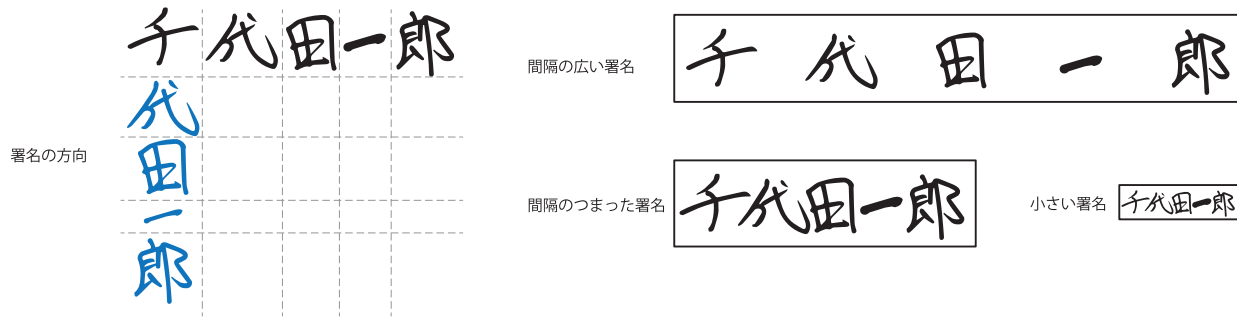 千代田一郎
代
田
一
郎
署名の方向
間隔の広い署名
千 代 田 一 郎
間隔のつまった署名
千代田一郎
小さい署名
千代田一郎